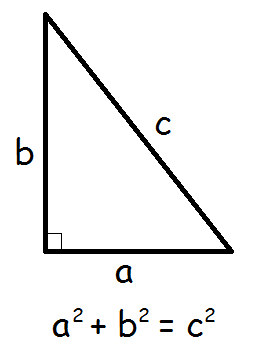 c
b
a
a² + b² = c²